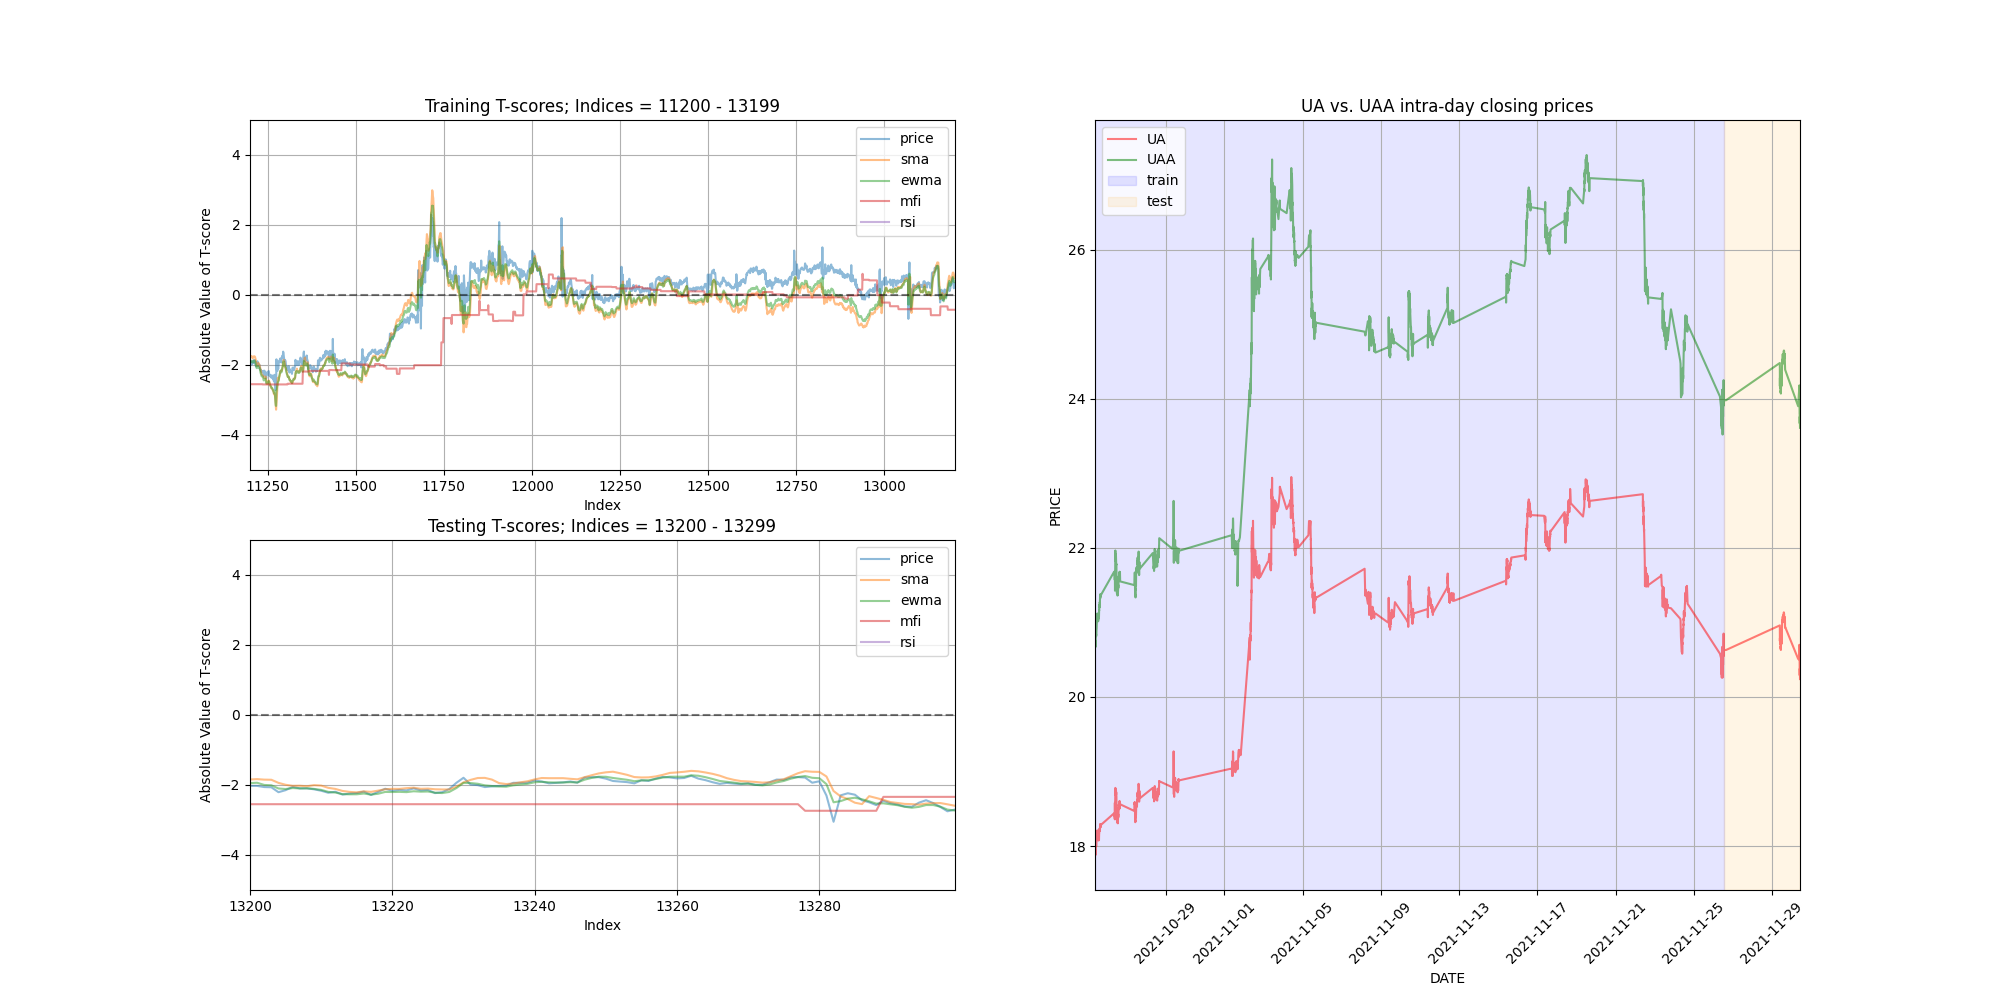 Training T-scores; Indices = 11200 - 13199
Absolute Value of T-score
4
2
0
−2
−4
price
sma
ewma
mfi
rsi
11250
11500
11750
12000
12250
12500
12750
13000
Index
Testing T-scores; Indices = 13200 - 13299
Absolute Value of T-score
4
2
0
−2
−4
price
sma
ewma
mfi
rsi
13200
13220
13240
13260
13280
Index
UA vs. UAA intra-day closing prices
UA
UAA
train
test
PRICE
26
24
22
20
18
2021-10-29
2021-11-01
2021-11-05
2021-11-09
2021-11-13
2021-11-17
2021-11-21
2021-11-25
2021-11-29
DATE